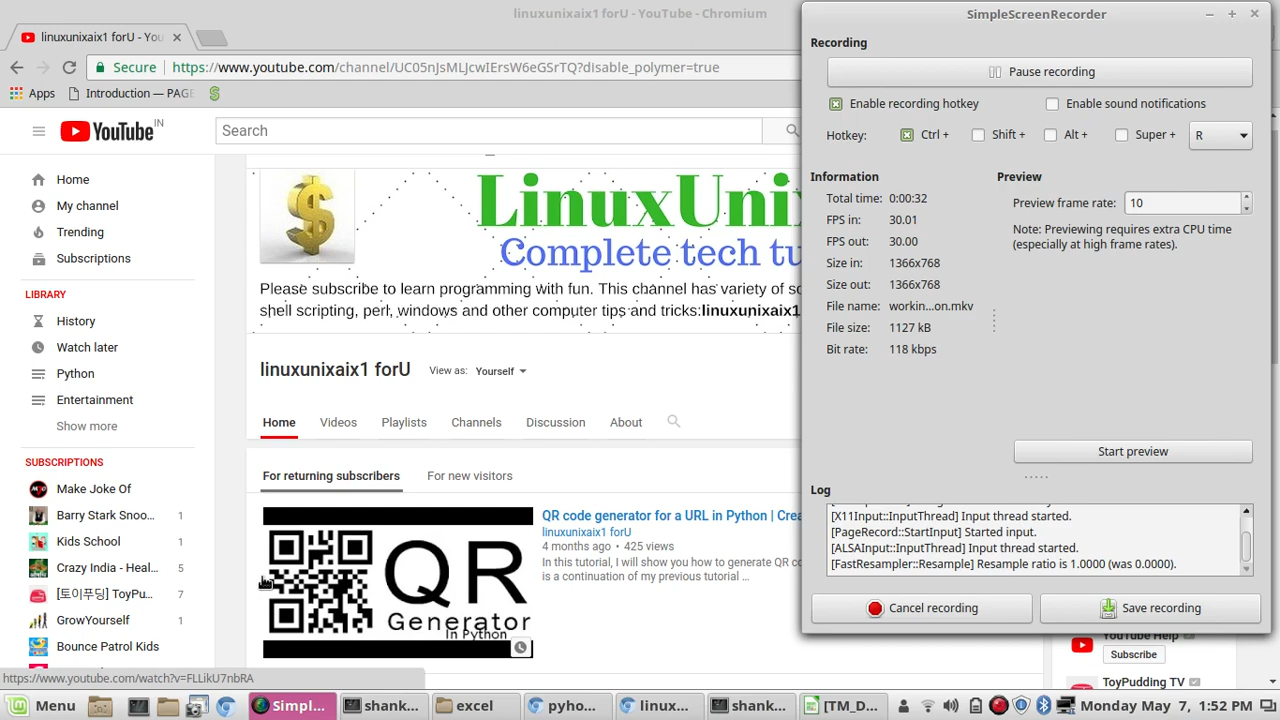 linuxunixaix1 forU - YouTube - Chromium
linuxunixaix1 forU - You
Secure
https://www.youtube.com/channel/UC05nJsMLJcwIErsW6eGSrTQ?disable_polymer=true
Apps
Introduction — PAGE
YouTube IN
Search
Home
My channel
Trending
Subscriptions
LIBRARY
History
Watch later
Python
Entertainment
Show more
SUBSCRIPTIONS
Make Joke Of
Barry Stark Snoo... 1
Kids School 1
Crazy India - Heal... 5
[토이푸딩] ToyPu... 7
GrowYourself 1
Bounce Patrol Kids
LinuxUni
Complete tech tu
Please subscribe to learn programming with fun. This channel has variety of so
shell scripting, perl, windows and other computer tips and tricks:linuxunixaix1
linuxunixaix1 forU
View as: Yourself
Home Videos Playlists Channels Discussion About
For returning subscribers
For new visitors
QR
Generator
In Python
QR code generator for a URL in Python | Crea
linuxunixaix1 forU
4 months ago • 425 views
In this tutorial, I will show you how to generate QR co
is a continuation of my previous tutorial ...
https://www.youtube.com/watch?v=FLLikU7nbRA
SimpleScreenRecorder
Recording
Pause recording
Enable recording hotkey
Enable sound notifications
Hotkey: Ctrl + Shift + Alt + Super + R
Information
Total time: 0:00:32
FPS in: 30.01
FPS out: 30.00
Size in: 1366x768
Size out: 1366x768
File name: workin...on.mkv
File size: 1127 kB
Bit rate: 118 kbps
Preview
Preview frame rate: 10
Note: Previewing requires extra CPU time
(especially at high frame rates).
Start preview
Log
[X11Input::InputThread] Input thread started.
[PageRecord::StartInput] Started input.
[ALSAInput::InputThread] Input thread started.
[FastResampler::Resample] Resample ratio is 1.0000 (was 0.0000).
Cancel recording
Save recording
YouTube Help
Subscribe
ToyPudding TV
Menu
Simpl...
shank...
excel
pyho...
linux...
shank...
[TM_D...
Monday May 7, 1:52 PM